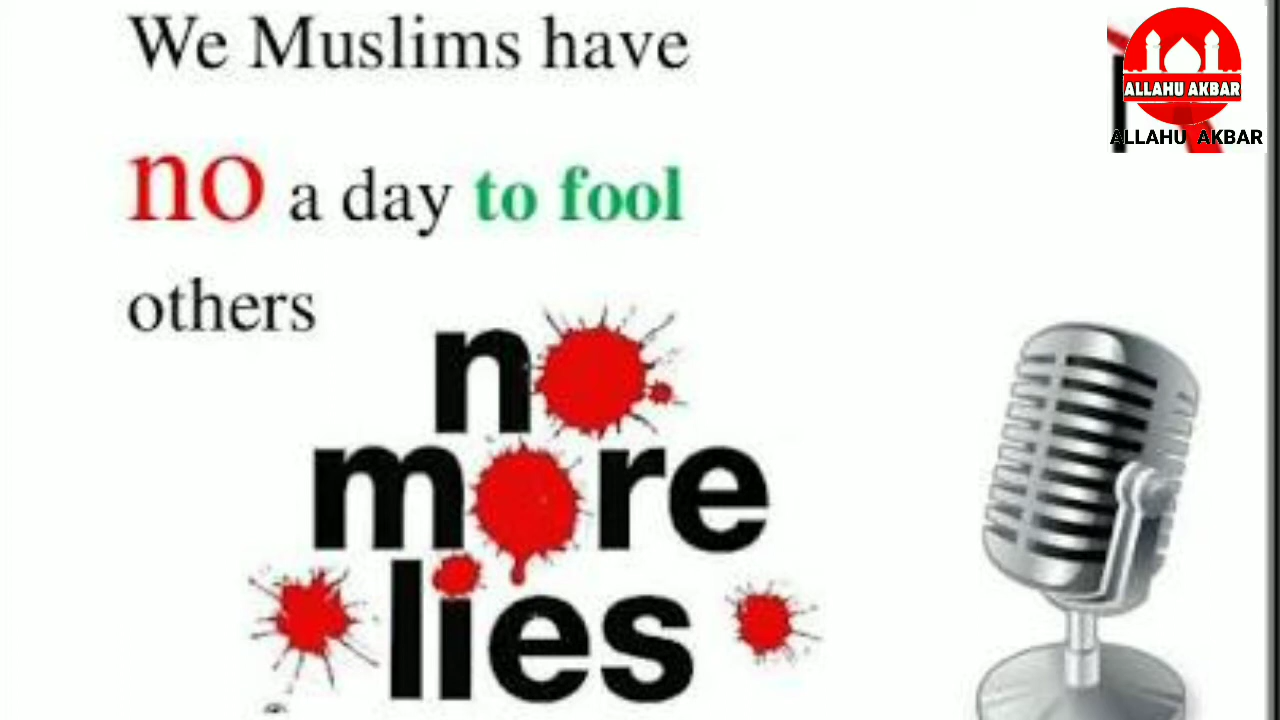 We Muslims have
no a day to fool
others
no
more
lies
ALLAHU AKBAR
ALLAHU AKBAR